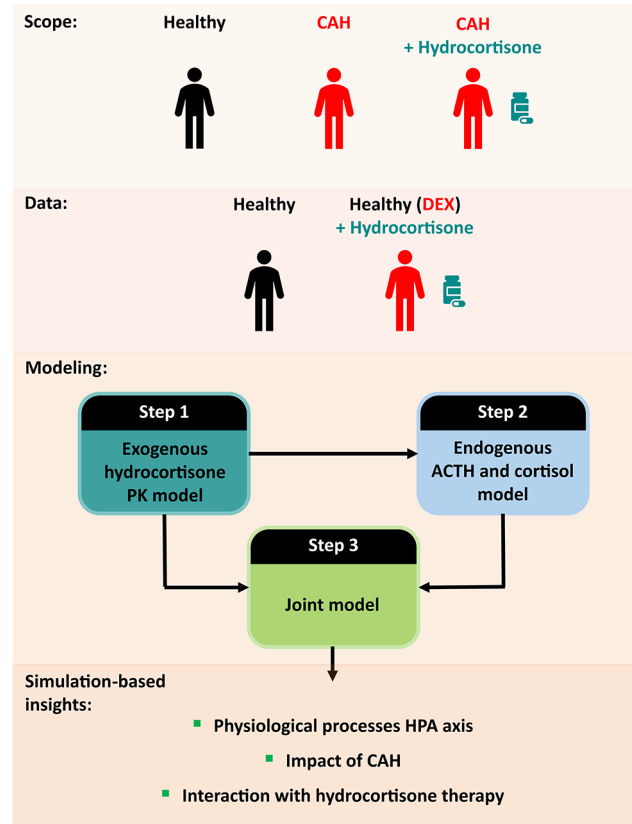 Scope:
Healthy
CAH
CAH
+ Hydrocortisone
Data:
Healthy
Healthy (DEX)
+ Hydrocortisone
Modeling:
Step 1
Exogenous
hydrocortisone
PK model
Step 2
Endogenous
ACTH and cortisol
model
Step 3
Joint model
Simulation-based
insights:
Physiological processes HPA axis
Impact of CAH
Interaction with hydrocortisone therapy